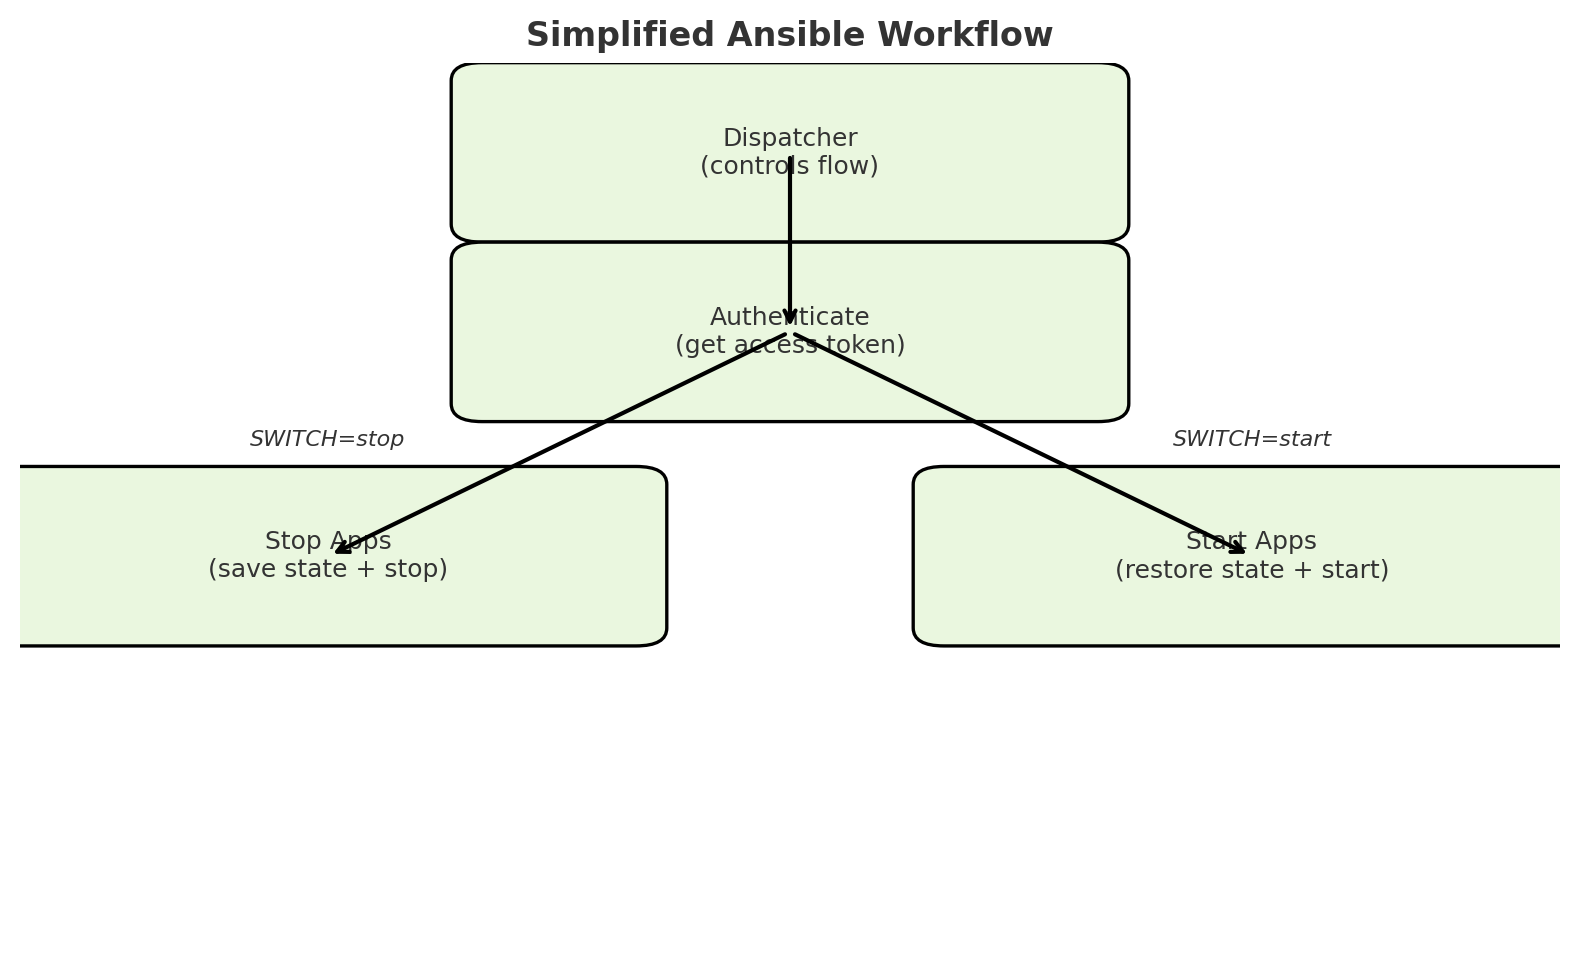 Simplified Ansible Workflow
Dispatcher
(controls flow)
Authenticate
(get access token)
SWITCH=stop
SWITCH=start
Stop Apps
(save state + stop)
Start Apps
(restore state + start)